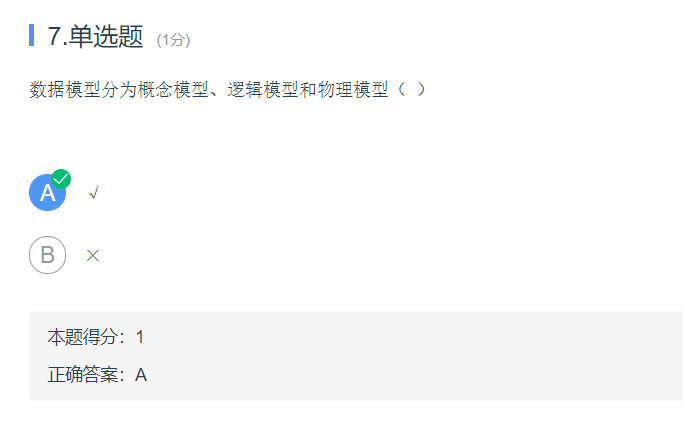 7.单选题 (1分)
数据模型分为概念模型、逻辑模型和物理模型（ ）
A √
B ×
本题得分：1
正确答案：A